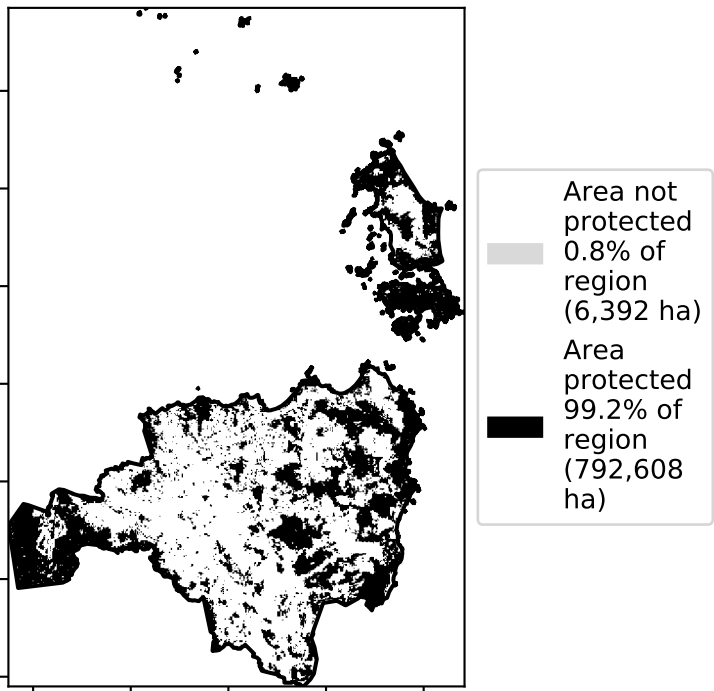 Area not
protected
0.8% of
region
(6,392 ha)
Area
protected
99.2% of
region
(792,608
ha)